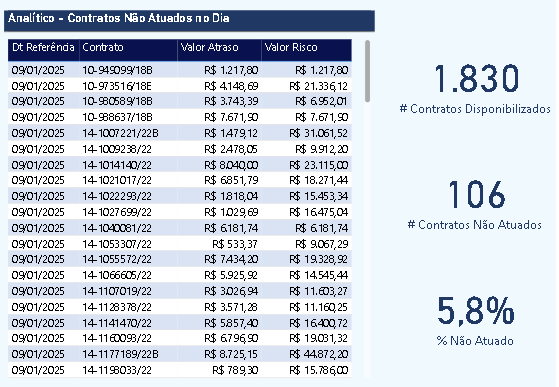 Analítico - Contratos Não Atuados no Dia
Dt Referência Contrato Valor Atraso Valor Risco
09/01/2025 10-949099/18B R$ 1.217,80 R$ 1.217,80
09/01/2025 10-973516/18E R$ 4.148,69 R$ 21.336,12
09/01/2025 10-980589/18B R$ 3.743,39 R$ 6.952,01
09/01/2025 10-988637/18B R$ 7.671,90 R$ 7.671,90
09/01/2025 14-1007221/22B R$ 1.479,12 R$ 31.061,52
09/01/2025 14-1009238/22 R$ 2.478,05 R$ 9.912,20
09/01/2025 14-1014140/22 R$ 8.040,00 R$ 23.115,00
09/01/2025 14-1021017/22 R$ 6.851,79 R$ 18.271,44
09/01/2025 14-1022293/22 R$ 1.818,04 R$ 15.453,34
09/01/2025 14-1027699/22 R$ 1.029,69 R$ 16.475,04
09/01/2025 14-1040081/22 R$ 6.181,74 R$ 6.181,74
09/01/2025 14-1053307/22 R$ 533,37 R$ 9.067,29
09/01/2025 14-1055572/22 R$ 7.434,20 R$ 19.328,92
09/01/2025 14-1066605/22 R$ 5.925,92 R$ 14.545,44
09/01/2025 14-1107019/22 R$ 3.026,94 R$ 11.603,27
09/01/2025 14-1128378/22 R$ 3.571,28 R$ 11.160,25
09/01/2025 14-1141470/22 R$ 5.857,40 R$ 16.400,72
09/01/2025 14-1160093/22 R$ 6.796,90 R$ 19.031,32
09/01/2025 14-1177189/22B R$ 8.725,15 R$ 44.872,20
09/01/2025 14-1193033/22 R$ 789,30 R$ 15.786,00
1.830
# Contratos Disponibilizados
106
# Contratos Não Atuados
5,8%
% Não Atuado